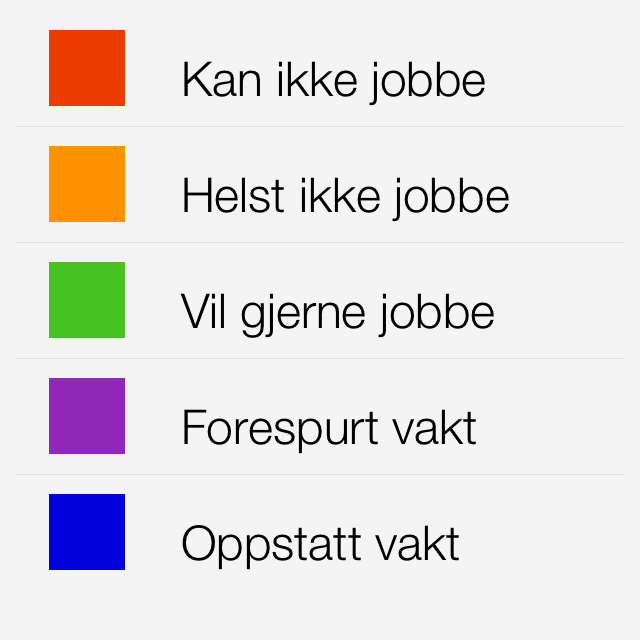 Kan ikke jobbe
Helst ikke jobbe
Vil gjerne jobbe
Forespurt vakt
Oppstatt vakt